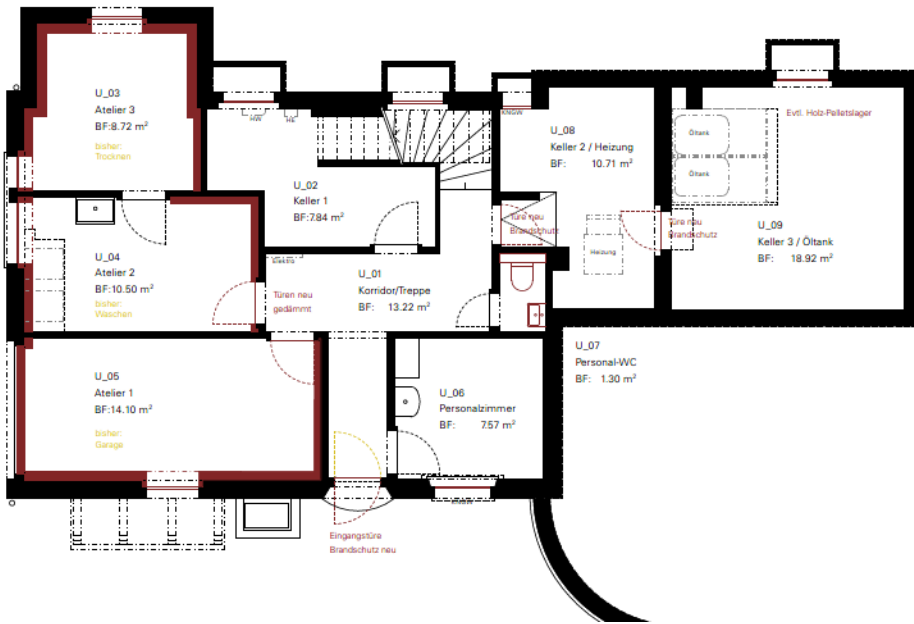 U_03
Atelier 3
BF:8.72 m²
bisher:
Trocknen
HW
HE
KNGW
U_08
Keller 2 / Heizung
BF: 10.71 m²
Öltank
Öltank
Evtl. Holz-Pelletslager
U_02
Keller 1
BF:7.84 m²
Türe neu
Brandschutz
Türe neu
Brandschutz
U_09
Keller 3 / Öltank
BF: 18.92 m²
Heizung
U_04
Atelier 2
BF:10.50 m²
bisher:
Waschen
Elektro
U_01
Korridor/Treppe
BF: 13.22 m²
Türen neu
gedämmt
U_05
Atelier 1
BF:14.10 m²
bisher:
Garage
U_06
Personalzimmer
BF: 7.57 m²
U_07
Personal-WC
BF: 1.30 m²
Eingangstüre
Brandschutz neu